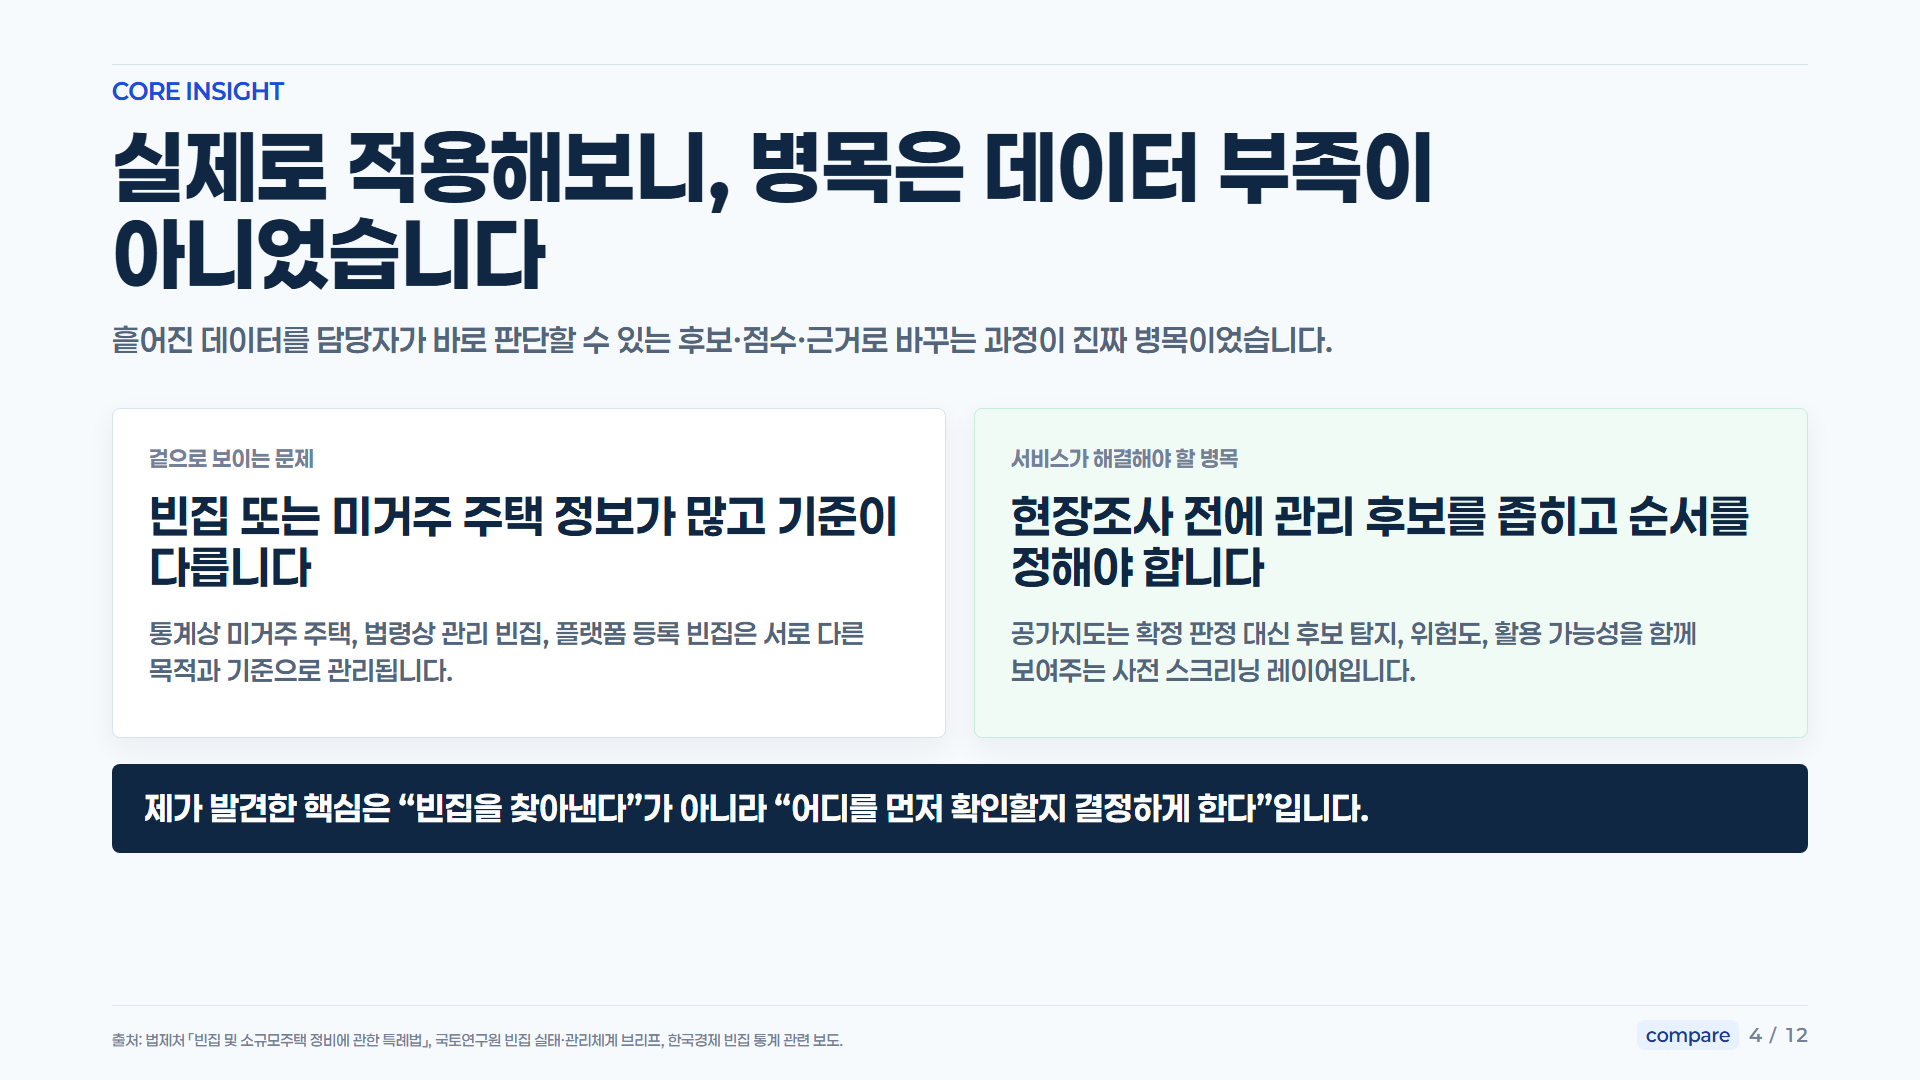 CORE INSIGHT
실제로 적용해보니, 병목은 데이터 부족이
아니었습니다
흩어진 데이터를 담당자가 바로 판단할 수 있는 후보·점수·근거로 바꾸는 과정이 진짜 병목이었습니다.
겉으로 보이는 문제
빈집 또는 미거주 주택 정보가 많고 기준이
다릅니다
통계상 미거주 주택, 법령상 관리 빈집, 플랫폼 등록 빈집은 서로 다른
목적과 기준으로 관리됩니다.
서비스가 해결해야 할 병목
현장조사 전에 관리 후보를 좁히고 순서를
정해야 합니다
공가지도는 확정 판정 대신 후보 탐지, 위험도, 활용 가능성을 함께
보여주는 사전 스크리닝 레이어입니다.
제가 발견한 핵심은 “빈집을 찾아낸다”가 아니라 “어디를 먼저 확인할지 결정하게 한다”입니다.
출처: 법제처 「빈집 및 소규모주택 정비에 관한 특례법」, 국토연구원 빈집 실태·관리체계 브리프, 한국경제 빈집 통계 관련 보도.
compare 4 / 12